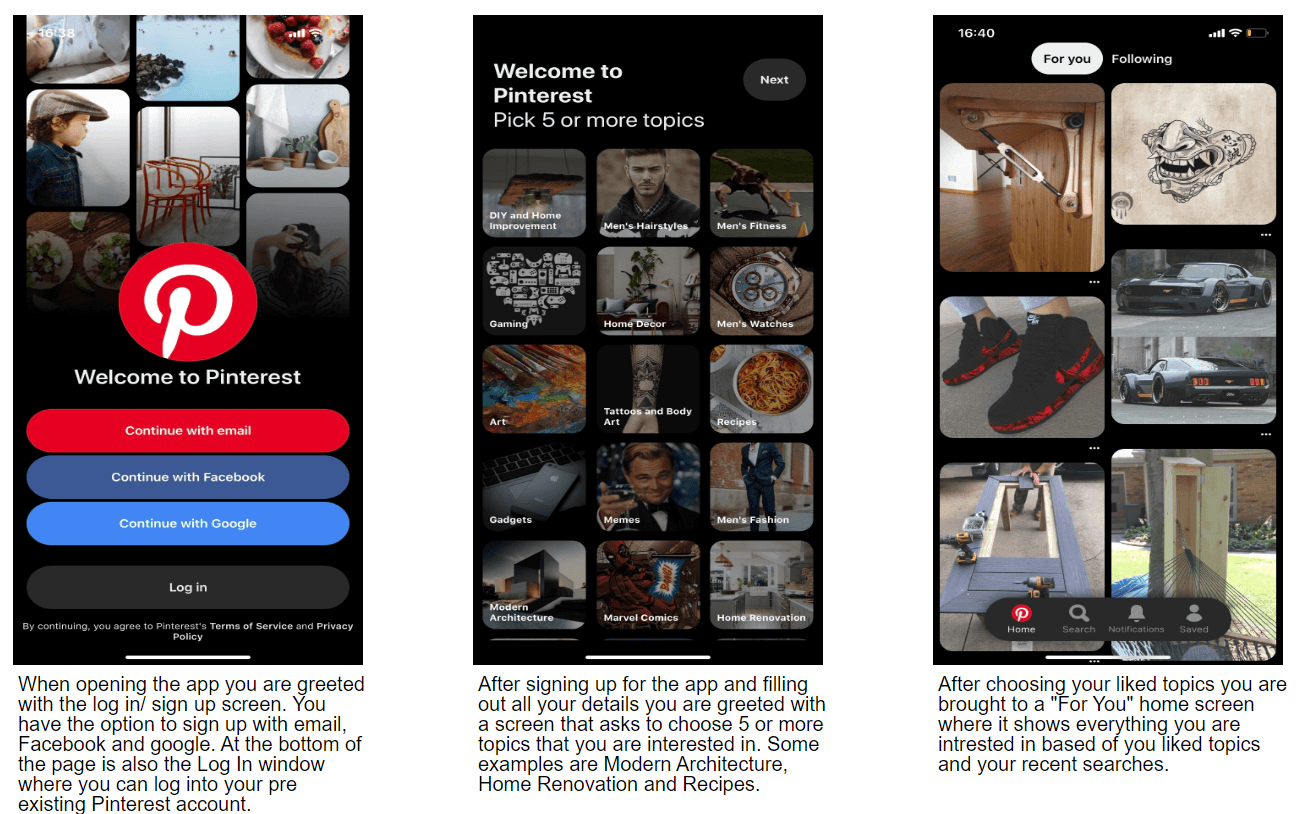 16:38
Welcome to Pinterest
Continue with email
Continue with Facebook
Continue with Google
Log in
By continuing, you agree to Pinterest's Terms of Service and Privacy
Policy
When opening the app you are greeted
with the log in/ sign up screen. You
have the option to sign up with email,
Facebook and google. At the bottom of
the page is also the Log In window
where you can log into your pre
existing Pinterest account.
Welcome to
Pinterest
Pick 5 or more topics
Next
DIY and Home
Improvement
Men's Hairstyles
Men's Fitness
Gaming
Home Decor
Men's Watches
Art
Tattoos and Body
Art
Recipes
Gadgets
Memes
Men's Fashion
Modern
Architecture
Marvel Comics
Home Renovation
After signing up for the app and filling
out all your details you are greeted with
a screen that asks to choose 5 or more
topics that you are interested in. Some
examples are Modern Architecture,
Home Renovation and Recipes.
16:40
For you
Following
Home
Search
Notifications
Saved
After choosing your liked topics you are
brought to a "For You" home screen
where it shows everything you are
intrested in based of you liked topics
and your recent searches.